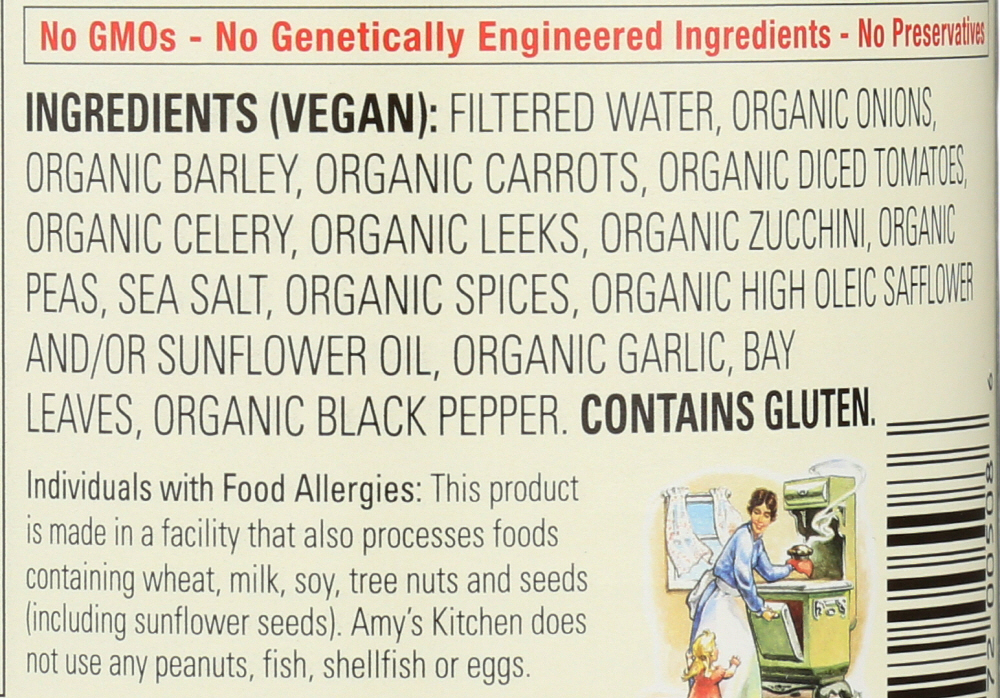 No GMOs - No Genetically Engineered Ingredients - No Preservatives
INGREDIENTS (VEGAN): FILTERED WATER, ORGANIC ONIONS,
ORGANIC BARLEY, ORGANIC CARROTS, ORGANIC DICED TOMATOES,
ORGANIC CELERY, ORGANIC LEEKS, ORGANIC ZUCCHINI, ORGANIC
PEAS, SEA SALT, ORGANIC SPICES, ORGANIC HIGH OLEIC SAFFLOWER
AND/OR SUNFLOWER OIL, ORGANIC GARLIC, BAY
LEAVES, ORGANIC BLACK PEPPER. CONTAINS GLUTEN.
Individuals with Food Allergies: This product
is made in a facility that also processes foods
containing wheat, milk, soy, tree nuts and seeds
(including sunflower seeds). Amy's Kitchen does
not use any peanuts, fish, shellfish or eggs.